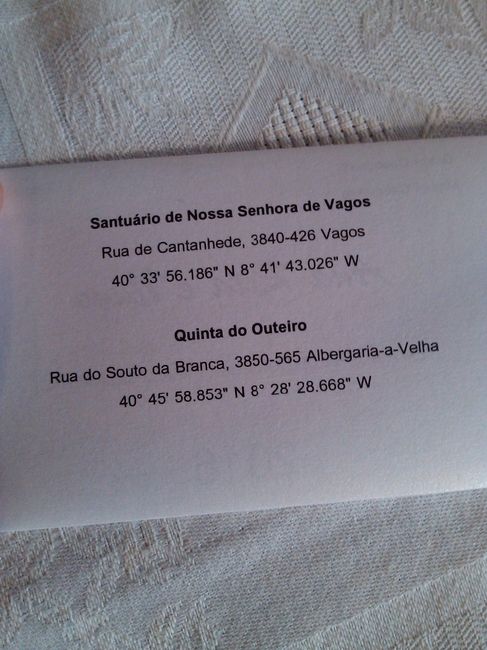 Santuário de Nossa Senhora de Vagos
Rua de Cantanhede, 3840-426 Vagos
40° 33' 56.186" N 8° 41' 43.026" W
Quinta do Outeiro
Rua do Souto da Branca, 3850-565 Albergaria-a-Velha
40° 45' 58.853" N 8° 28' 28.668" W